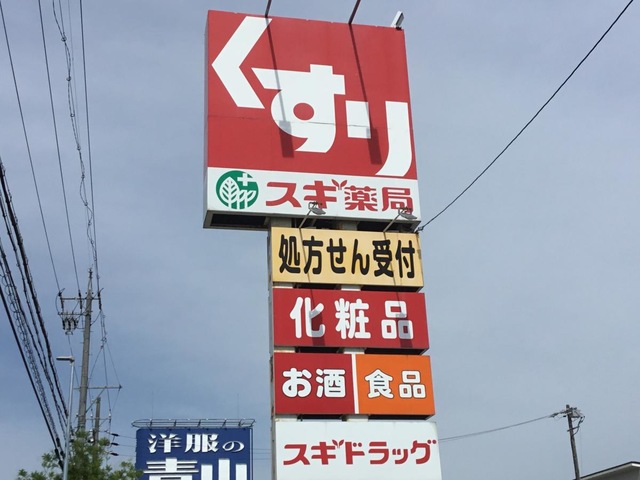 くすり
スギ薬局
処方せん受付
化粧品
お酒 食品
スギドラッグ
洋服の
青山